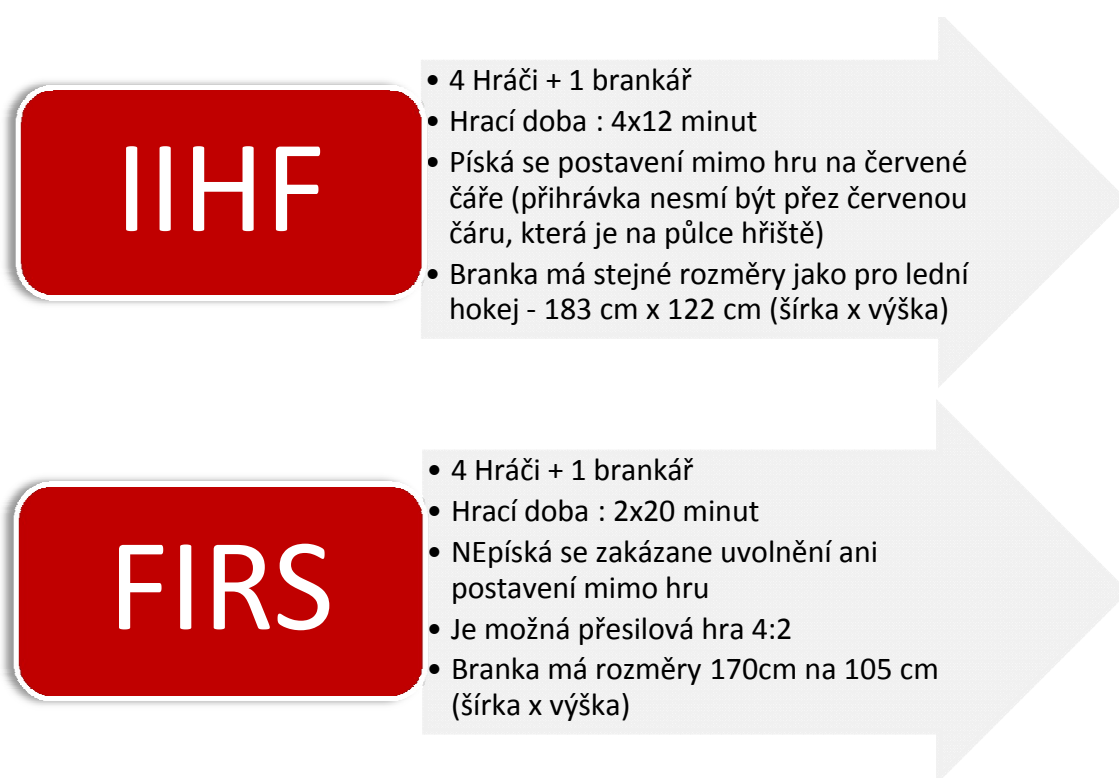 IIHF
• 4 Hráči + 1 brankář
• Hrací doba : 4x12 minut
• Píská se postavení mimo hru na červené
čáře (přihrávka nesmí být přez červenou
čáru, která je na půlce hřiště)
• Branka má stejné rozměry jako pro lední
hokej - 183 cm x 122 cm (šírka x výška)
FIRS
• 4 Hráči + 1 brankář
• Hrací doba : 2x20 minut
• NEpíská se zakázane uvolnění ani
postavení mimo hru
• Je možná přesilová hra 4:2
• Branka má rozměry 170cm na 105 cm
(šírka x výška)